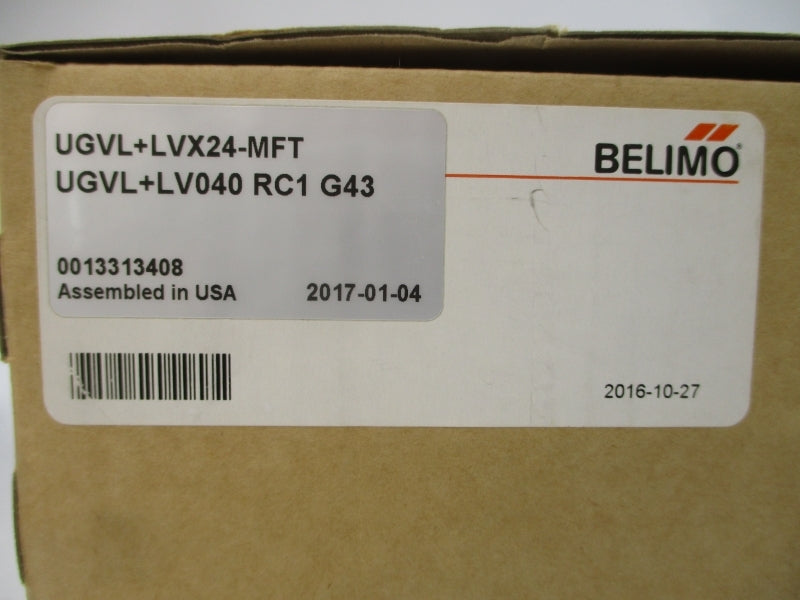 UGVL+LVX24-MFT
UGVL+LV040 RC1 G43
BELIMO®
0013313408
Assembled in USA 2017-01-04
2016-10-27